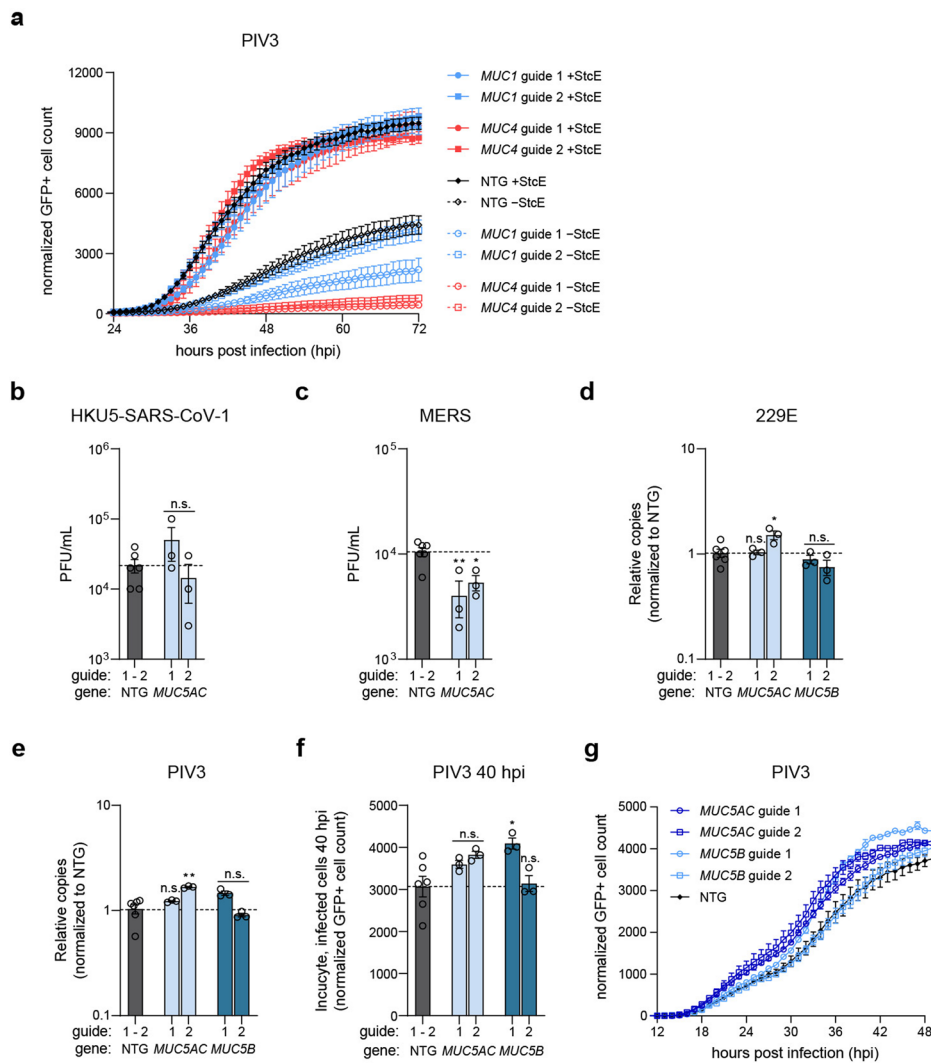 a
PIV3
normalized GFP+ cell count
12000
9000
6000
3000
0
24
36
48
60
72
hours post infection (hpi)
MUC1 guide 1 +StcE
MUC1 guide 2 +StcE
MUC4 guide 1 +StcE
MUC4 guide 2 +StcE
NTG +StcE
NTG −StcE
MUC1 guide 1 −StcE
MUC1 guide 2 −StcE
MUC4 guide 1 −StcE
MUC4 guide 2 −StcE
b
HKU5-SARS-CoV-1
PFU/mL
10⁶
10⁵
10⁴
10³
n.s.
guide: 1 - 2 1 2
gene: NTG MUC5AC
c
MERS
PFU/mL
10⁵
10⁴
10³
** *
guide: 1 - 2 1 2
gene: NTG MUC5AC
d
229E
Relative copies
(normalized to NTG)
10
1
0.1
n.s. * n.s.
guide: 1 - 2 1 2 1 2
gene: NTG MUC5AC MUC5B
e
PIV3
Relative copies
(normalized to NTG)
10
1
0.1
n.s. ** n.s.
guide: 1 - 2 1 2 1 2
gene: NTG MUC5AC MUC5B
f
PIV3 40 hpi
Incucyte, infected cells 40 hpi
(normalized GFP+ cell count)
5000
4000
3000
2000
1000
0
n.s. * n.s.
guide: 1 - 2 1 2 1 2
gene: NTG MUC5AC MUC5B
g
PIV3
normalized GFP+ cell count
5000
4000
3000
2000
1000
0
MUC5AC guide 1
MUC5AC guide 2
MUC5B guide 1
MUC5B guide 2
NTG
12
18
24
30
36
42
48
hours post infection (hpi)